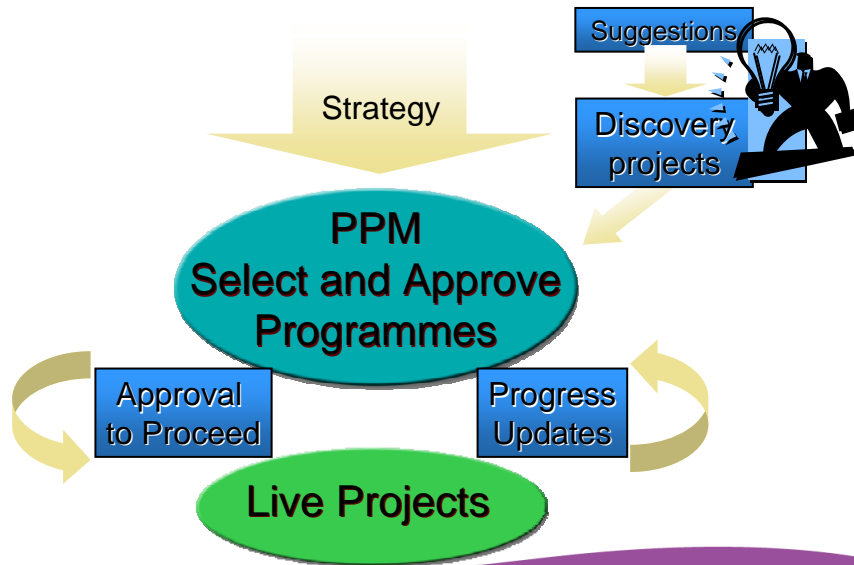 Suggestions
Strategy
Discovery
projects
PPM
Select and Approve
Programmes
Approval
to Proceed
Progress
Updates
Live Projects